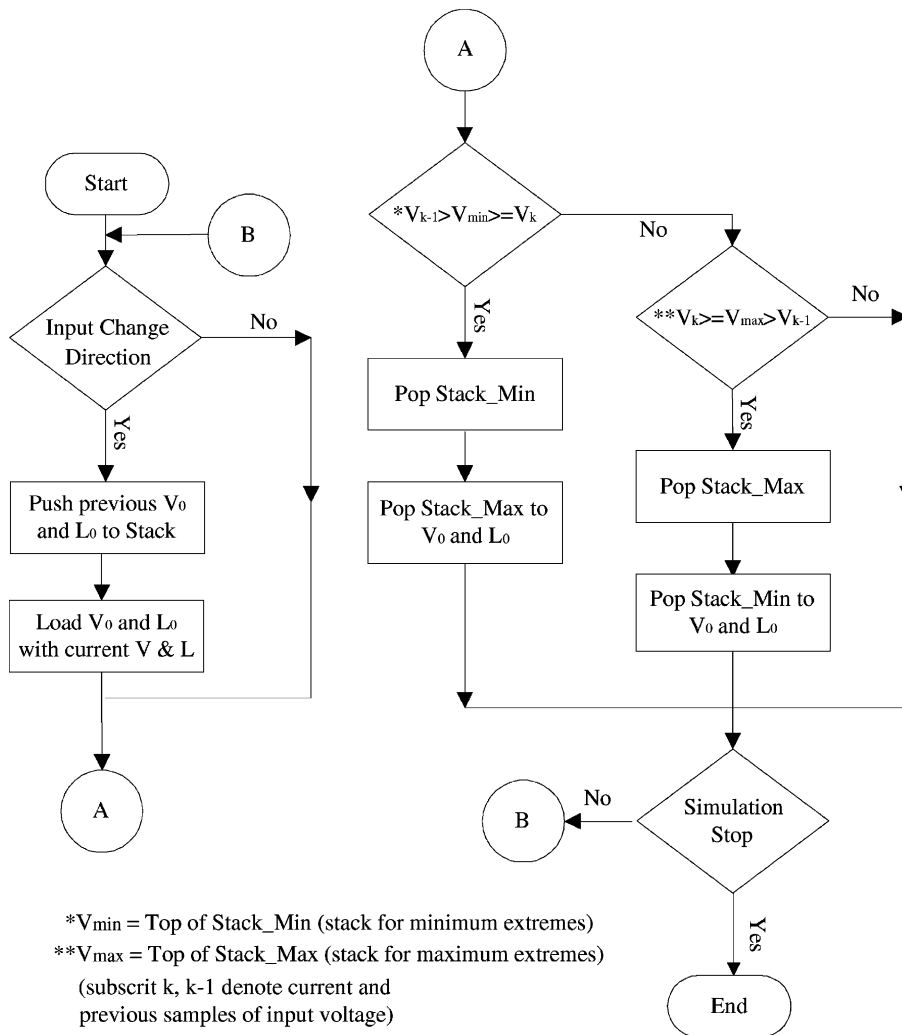 Start
B
Input Change
Direction
No
Yes
Push previous V0
and L0 to Stack
Load V0 and L0
with current V & L
A
A
*Vk-1>Vmin>=Vk
No
Yes
Pop Stack_Min
Pop Stack_Max to
V0 and L0
**Vk>=Vmax>Vk-1
No
Yes
Pop Stack_Max
Pop Stack_Min to
V0 and L0
Simulation
Stop
No
B
Yes
End
*Vmin = Top of Stack_Min (stack for minimum extremes)
**Vmax = Top of Stack_Max (stack for maximum extremes)
(subscrit k, k-1 denote current and
previous samples of input voltage)